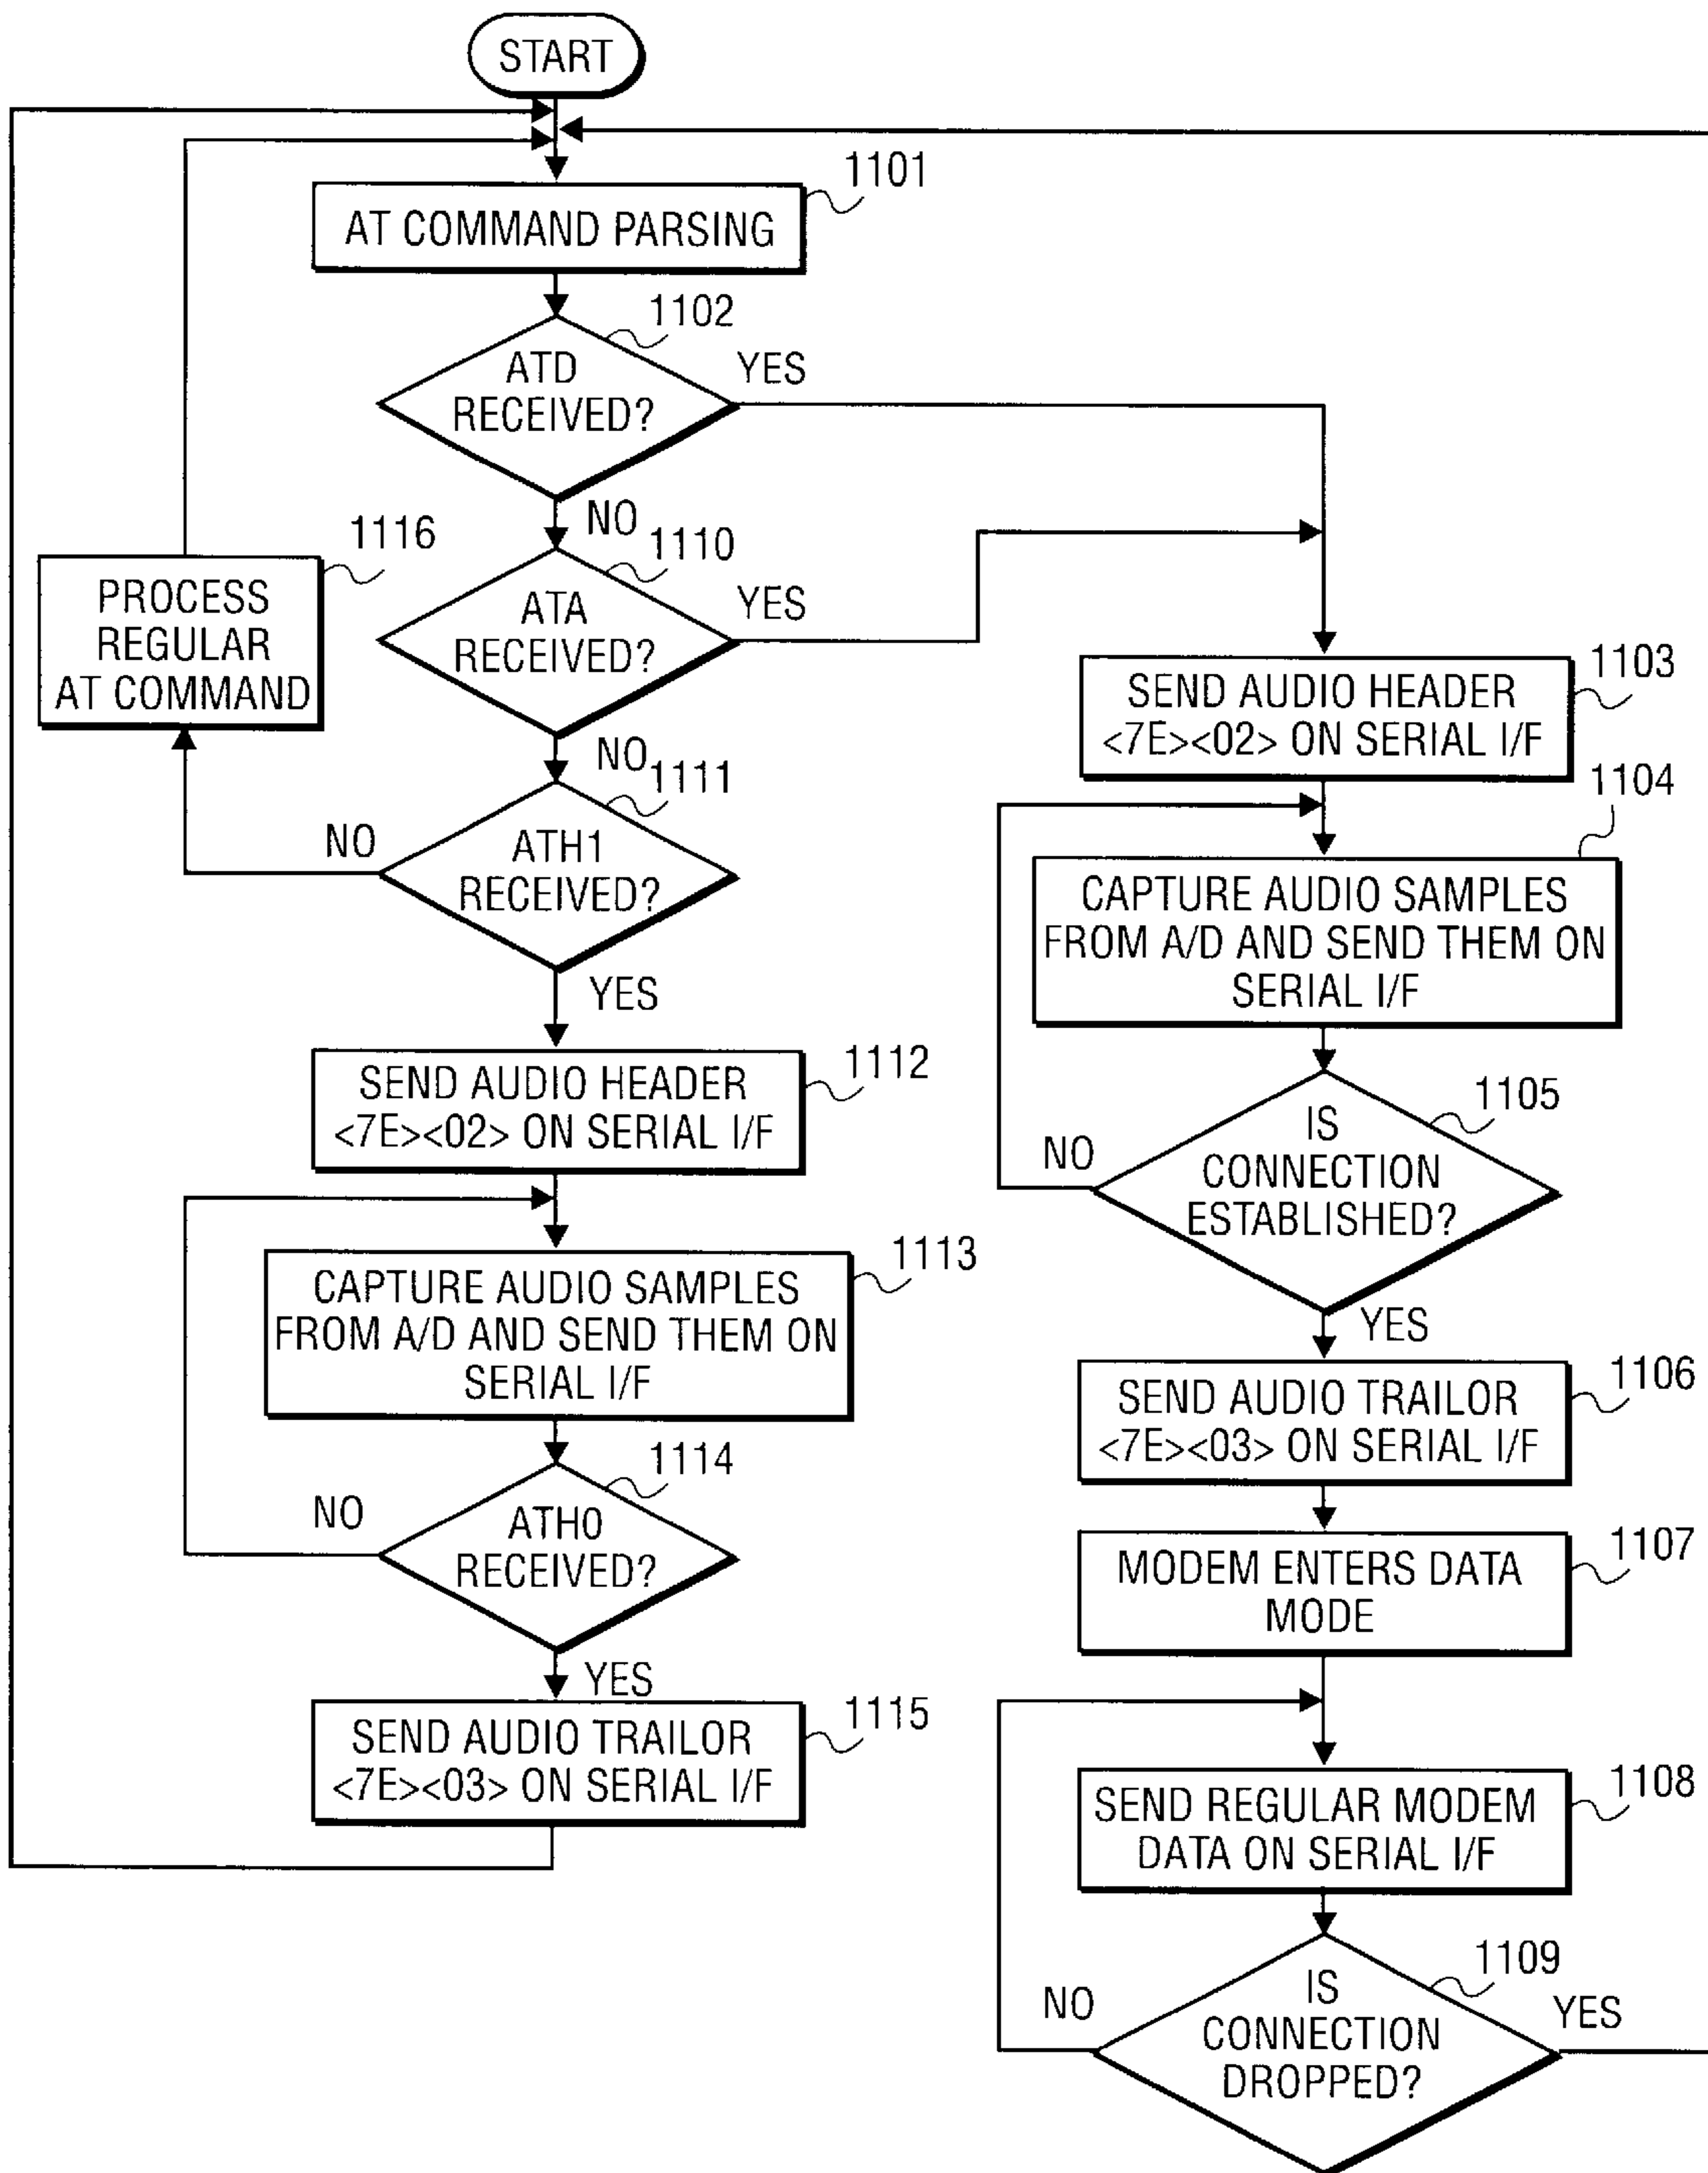 START
1101
AT COMMAND PARSING
1102
ATD
RECEIVED?
YES
NO
1110
ATA
RECEIVED?
YES
NO
1111
ATH1
RECEIVED?
NO
1116
PROCESS
REGULAR
AT COMMAND
YES
1112
SEND AUDIO HEADER
<7E><02> ON SERIAL I/F
1113
CAPTURE AUDIO SAMPLES
FROM A/D AND SEND THEM ON
SERIAL I/F
1114
ATH0
RECEIVED?
NO
YES
1115
SEND AUDIO TRAILOR
<7E><03> ON SERIAL I/F
1103
SEND AUDIO HEADER
<7E><02> ON SERIAL I/F
1104
CAPTURE AUDIO SAMPLES
FROM A/D AND SEND THEM ON
SERIAL I/F
1105
IS
CONNECTION
ESTABLISHED?
NO
YES
1106
SEND AUDIO TRAILOR
<7E><03> ON SERIAL I/F
1107
MODEM ENTERS DATA
MODE
1108
SEND REGULAR MODEM
DATA ON SERIAL I/F
1109
IS
CONNECTION
DROPPED?
NO
YES